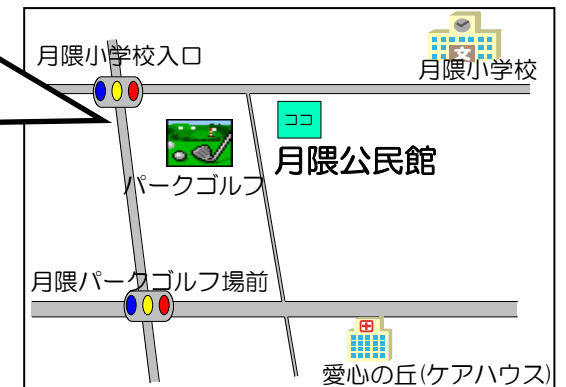 月隈小学校入口
文
月隈小学校
ココ
月隈公民館
パークゴルフ
月隈パークゴルフ場前
愛心の丘(ケアハウス)